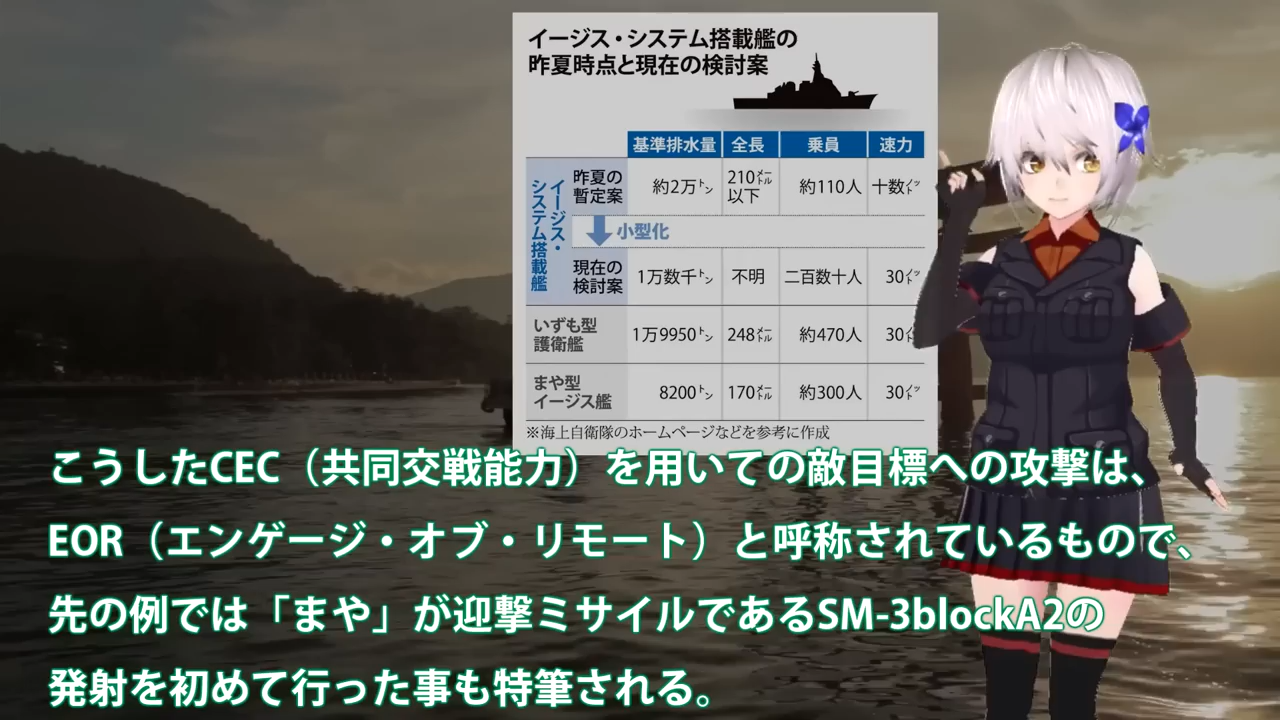 イージス・システム搭載艦の
昨夏時点と現在の検討案
基準排水量 全長 乗員 速力
イージス・システム搭載艦
昨夏の暫定案 約2万トン 210メートル以下 約110人 十数ノット
小型化
現在の検討案 1万数千トン 不明 二百数十人 30ノット
いずも型護衛艦 1万9950トン 248メートル 約470人 30ノット
まや型イージス艦 8200トン 170メートル 約300人 30ノット
※海上自衛隊のホームページなどを参考に作成
こうしたCEC（共同交戦能力）を用いての敵目標への攻撃は、
EOR（エンゲージ・オブ・リモート）と呼称されているもので、
先の例では「まや」が迎撃ミサイルであるSM-3blockA2の
発射を初めて行った事も特筆される。